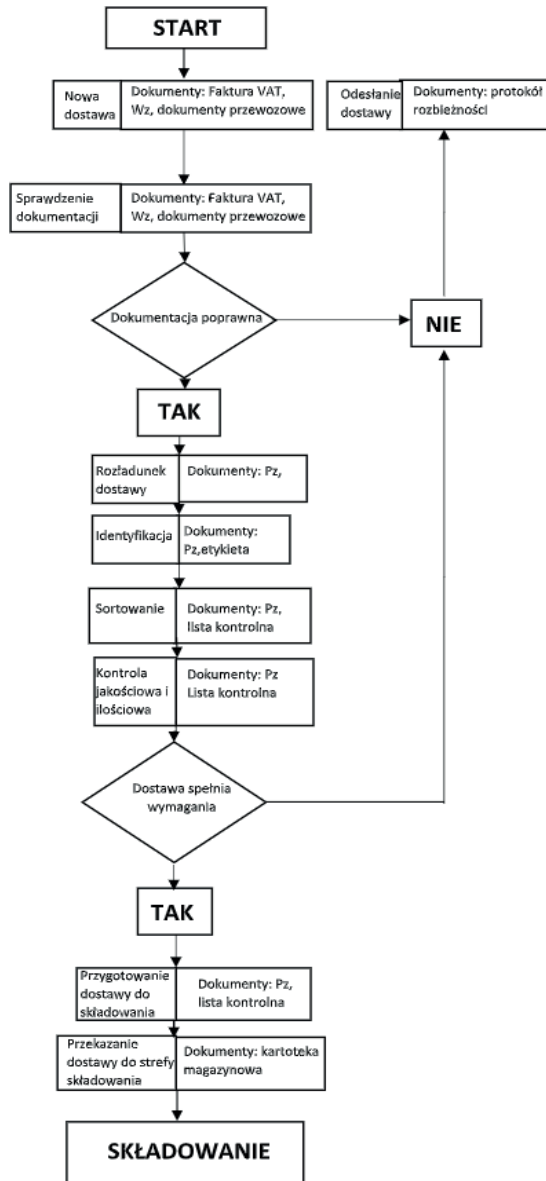 START
Nowa
dostawa
Dokumenty: Faktura VAT,
Wz, dokumenty przewozowe
Odesłanie
dostawy
Dokumenty: protokół
rozbieżności
Sprawdzenie
dokumentacji
Dokumenty: Faktura VAT,
Wz, dokumenty przewozowe
Dokumentacja poprawna
NIE
TAK
Rozładunek
dostawy
Dokumenty: Pz,
Identyfikacja
Dokumenty:
Pz,etykieta
Sortowanie
Dokumenty: Pz,
lista kontrolna
Kontrola
jakościowa i
ilościowa
Dokumenty: Pz
Lista kontrolna
Dostawa spełnia
wymagania
TAK
Przygotowanie
dostawy do
składowania
Dokumenty: Pz,
lista kontrolna
Przekazanie
dostawy do strefy
składowania
Dokumenty: kartoteka
magazynowa
SKŁADOWANIE